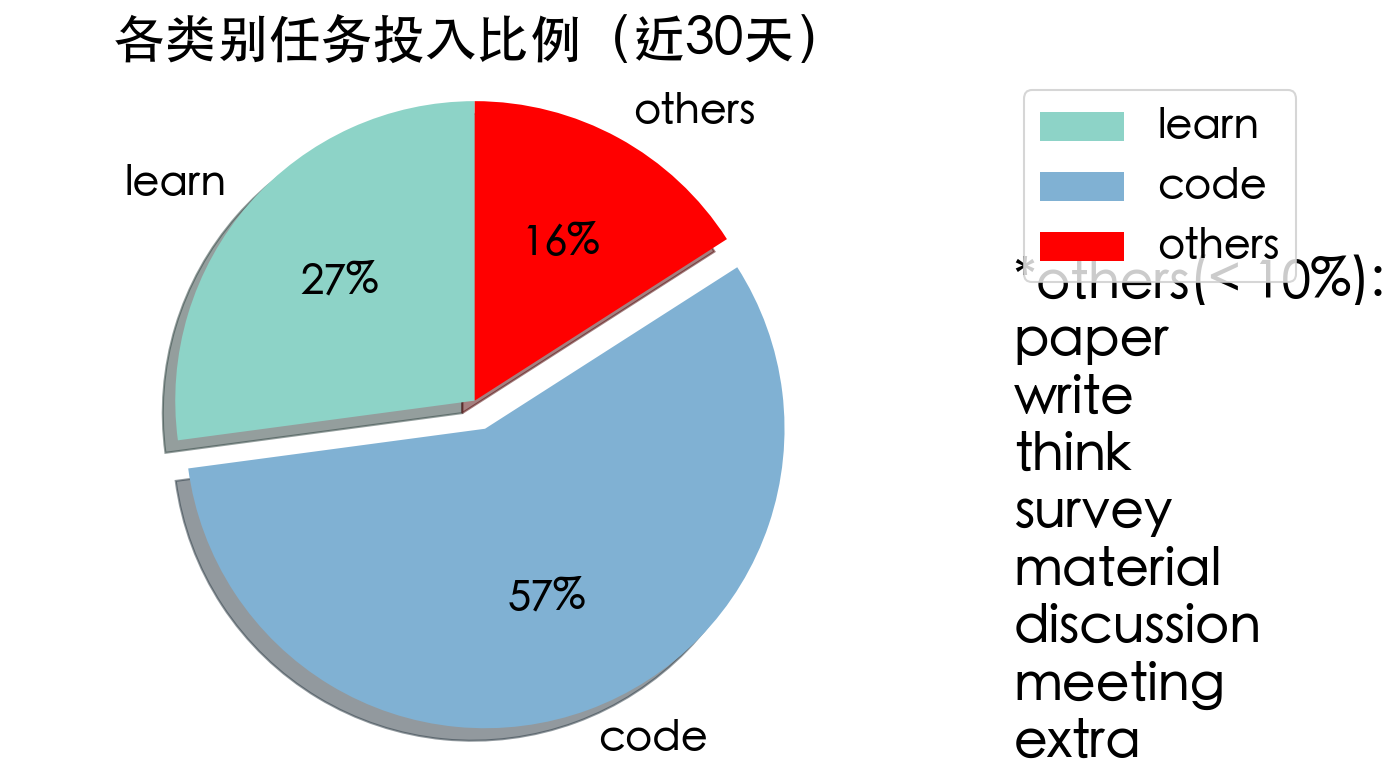 各类别任务投入比例（近30天）
others
learn
16%
27%
57%
code
learn
code
others
*others(< 10%):
paper
write
think
survey
material
discussion
meeting
extra